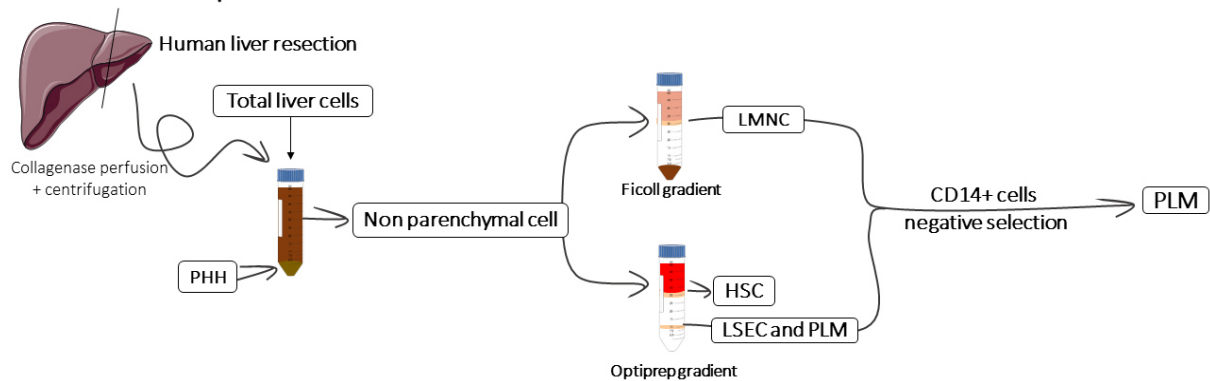 Human liver resection
Total liver cells
Collagenase perfusion
+ centrifugation
PHH
Non parenchymal cell
LMNC
Ficoll gradient
HSC
LSEC and PLM
Optiprep gradient
CD14+ cells
negative selection
PLM